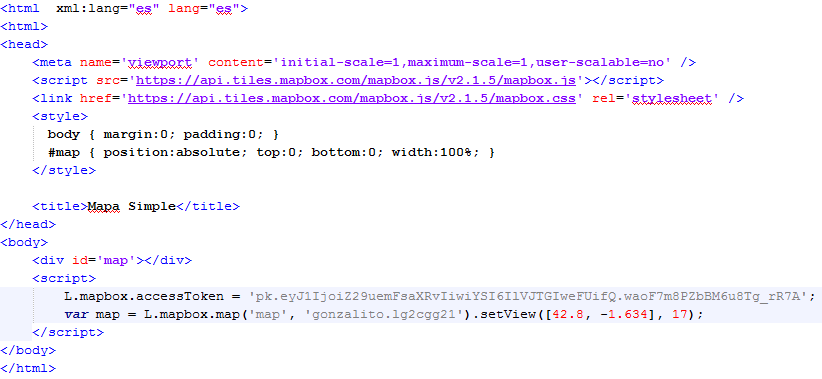 <html  xml:lang="es" lang="es">
<html>
<head>
    <meta name='viewport' content='initial-scale=1,maximum-scale=1,user-scalable=no' />
    <script src='https://api.tiles.mapbox.com/mapbox.js/v2.1.5/mapbox.js'></script>
    <link href='https://api.tiles.mapbox.com/mapbox.js/v2.1.5/mapbox.css' rel='stylesheet' />
    <style>
      body { margin:0; padding:0; }
      #map { position:absolute; top:0; bottom:0; width:100%; }
    </style>

    <title>Mapa Simple</title>
</head>
<body>
    <div id='map'></div>
    <script>
        L.mapbox.accessToken = 'pk.eyJ1IjoiZ29uemFsaXRvIiwiYSI6IlVJTGIweFUifQ.waoF7m8PZbBM6u8Tg_rR7A';
        var map = L.mapbox.map('map', 'gonzalito.lg2cgg21').setView([42.8, -1.634], 17);
    </script>
</body>
</html>